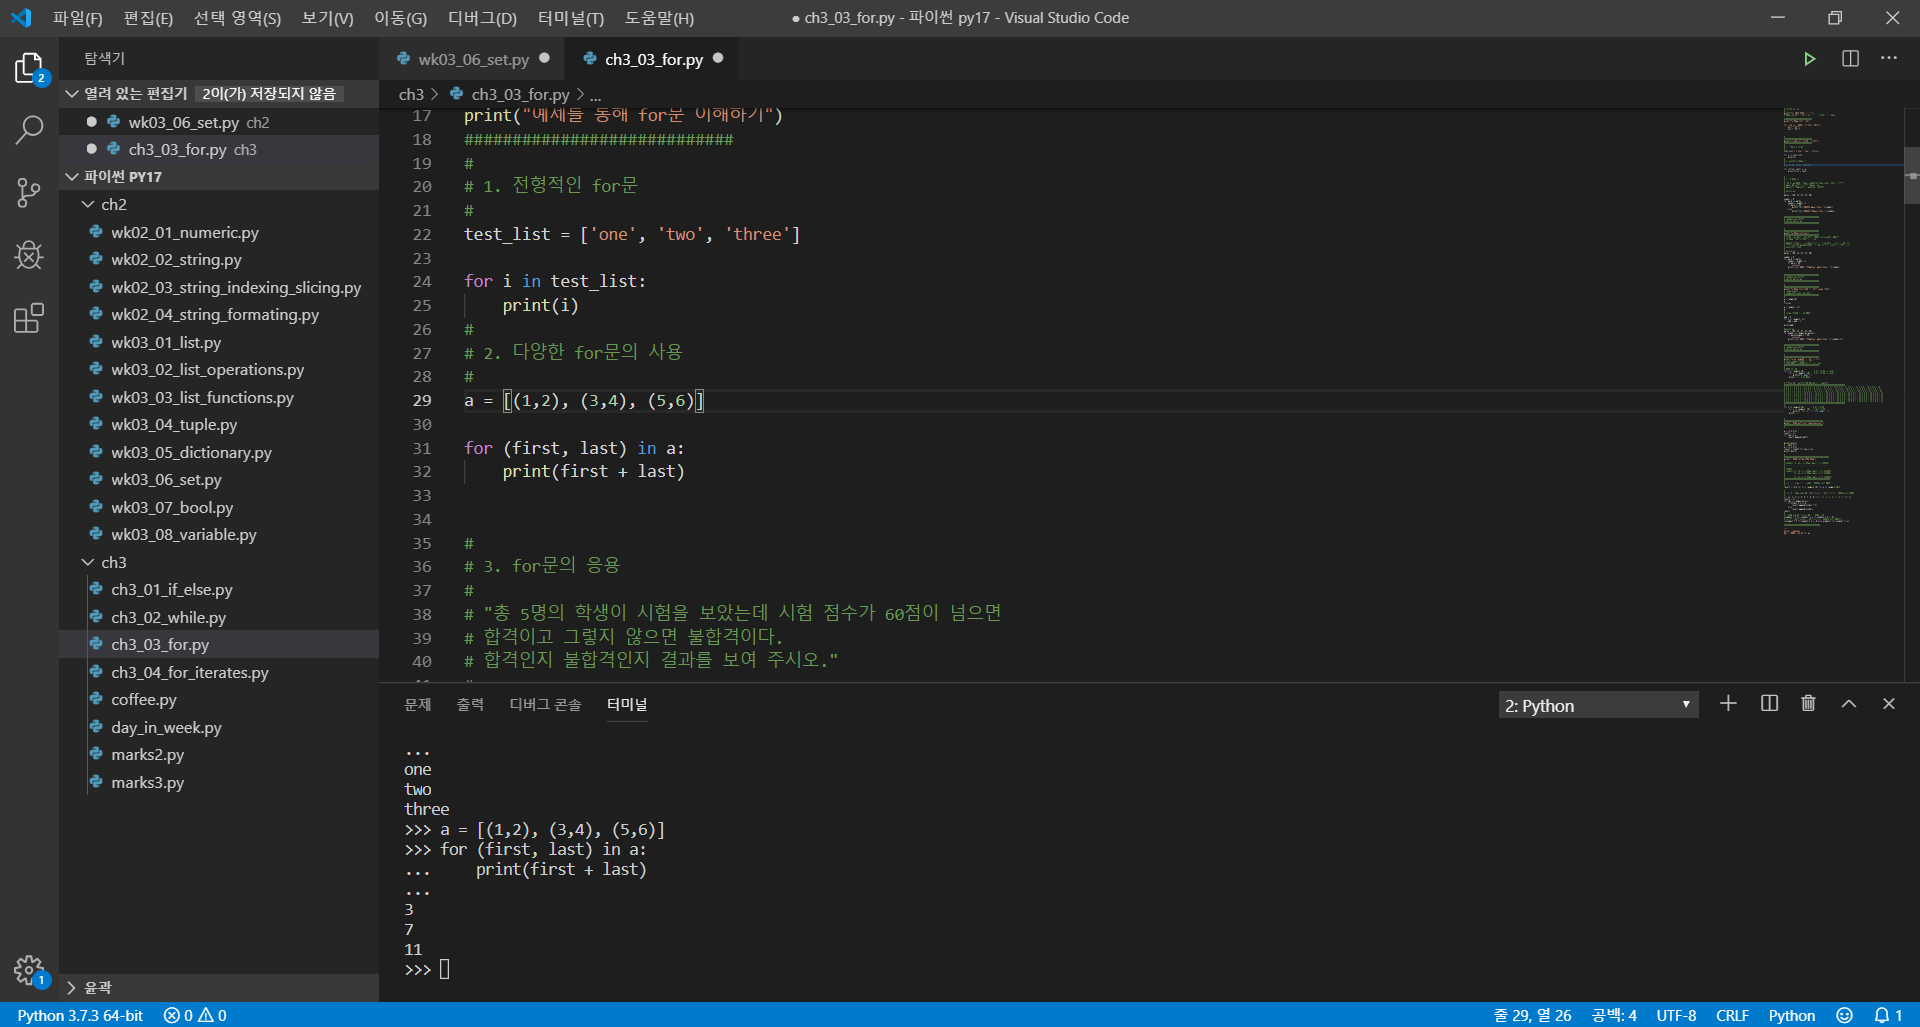 파일(F) 편집(E) 선택 영역(S) 보기(V) 이동(G) 디버그(D) 터미널(T) 도움말(H) ● ch3_03_for.py - 파이썬 py17 - Visual Studio Code
탐색기
2
열려 있는 편집기 2이(가) 저장되지 않음
wk03_06_set.py ch2
ch3_03_for.py ch3
파이썬 PY17
ch2
wk02_01_numeric.py
wk02_02_string.py
wk02_03_string_indexing_slicing.py
wk02_04_string_formating.py
wk03_01_list.py
wk03_02_list_operations.py
wk03_03_list_functions.py
wk03_04_tuple.py
wk03_05_dictionary.py
wk03_06_set.py
wk03_07_bool.py
wk03_08_variable.py
ch3
ch3_01_if_else.py
ch3_02_while.py
ch3_03_for.py
ch3_04_for_iterates.py
coffee.py
day_in_week.py
marks2.py
marks3.py
윤곽
1
wk03_06_set.py ch3_03_for.py
ch3 > ch3_03_for.py > ...
17 print("예제를 통해 for문 이해하기")
18 ############################
19 #
20 # 1. 전형적인 for문
21 #
22 test_list = ['one', 'two', 'three']
23
24 for i in test_list:
25 print(i)
26 #
27 # 2. 다양한 for문의 사용
28 #
29 a = [(1,2), (3,4), (5,6)]
30
31 for (first, last) in a:
32 print(first + last)
33
34
35 #
36 # 3. for문의 응용
37 #
38 # "총 5명의 학생이 시험을 보았는데 시험 점수가 60점이 넘으면
39 # 합격이고 그렇지 않으면 불합격이다.
40 # 합격인지 불합격인지 결과를 보여 주시오."
41 #
문제 출력 디버그 콘솔 터미널 2: Python
...
one
two
three
>>> a = [(1,2), (3,4), (5,6)]
>>> for (first, last) in a:
... print(first + last)
...
3
7
11
>>>
Python 3.7.3 64-bit 0 0 줄 29, 열 26 공백: 4 UTF-8 CRLF Python 1